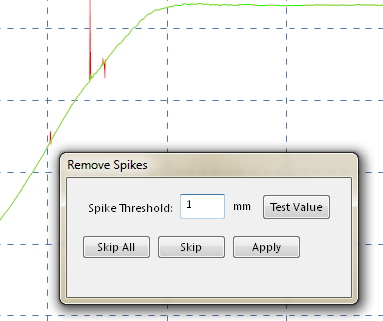 Remove Spikes
Spike Threshold: 1 mm Test Value
Skip All Skip Apply